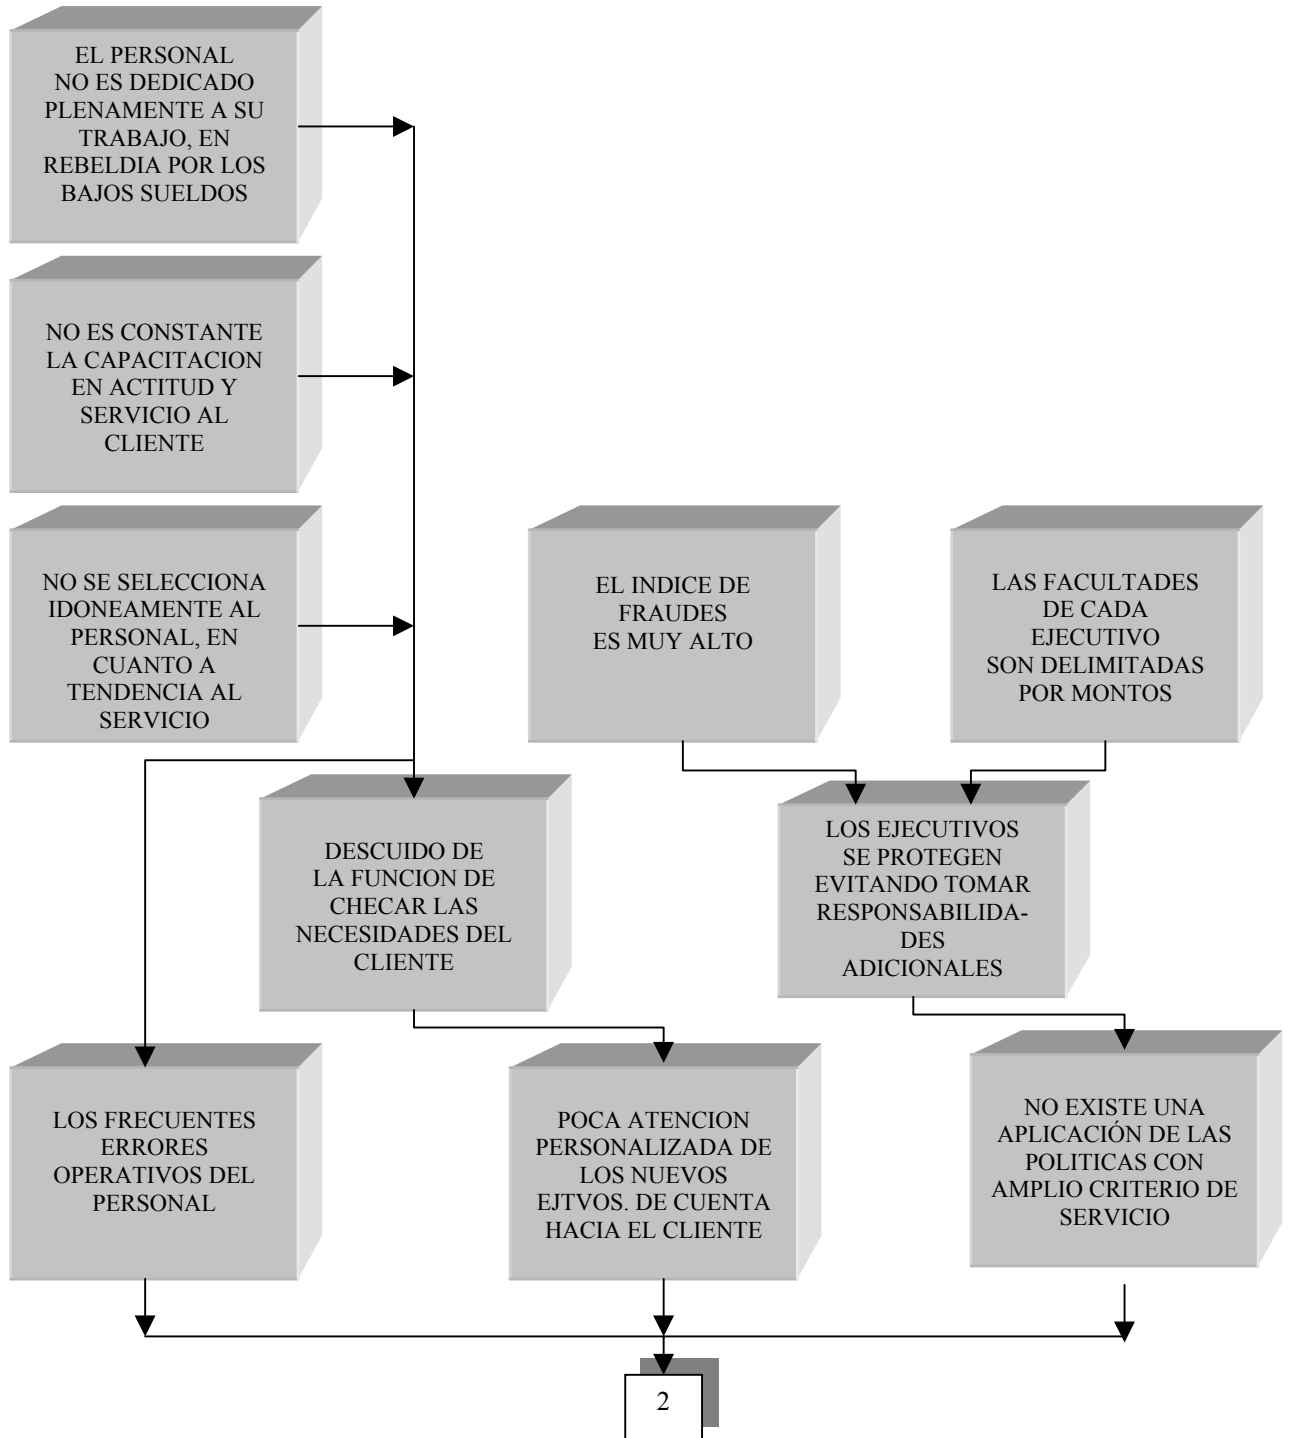 EL PERSONAL
NO ES DEDICADO
PLENAMENTE A SU
TRABAJO, EN
REBELDIA POR LOS
BAJOS SUELDOS
NO ES CONSTANTE
LA CAPACITACION
EN ACTITUD Y
SERVICIO AL
CLIENTE
NO SE SELECCIONA
IDONEAMENTE AL
PERSONAL, EN
CUANTO A
TENDENCIA AL
SERVICIO
EL INDICE DE
FRAUDES
ES MUY ALTO
LAS FACULTADES
DE CADA
EJECUTIVO
SON DELIMITADAS
POR MONTOS
DESCUIDO DE
LA FUNCION DE
CHECAR LAS
NECESIDADES DEL
CLIENTE
LOS EJECUTIVOS
SE PROTEGEN
EVITANDO TOMAR
RESPONSABILIDA-
DES
ADICIONALES
LOS FRECUENTES
ERRORES
OPERATIVOS DEL
PERSONAL
POCA ATENCION
PERSONALIZADA DE
LOS NUEVOS
EJTVOS. DE CUENTA
HACIA EL CLIENTE
NO EXISTE UNA
APLICACIÓN DE LAS
POLITICAS CON
AMPLIO CRITERIO DE
SERVICIO
2